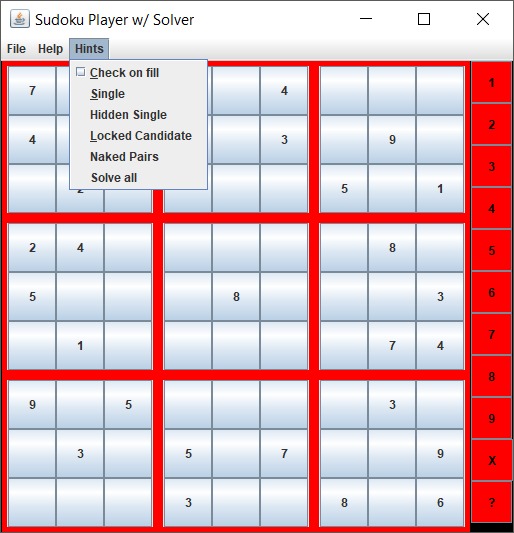 Sudoku Player w/ Solver
File Help Hints
Check on fill
Single
Hidden Single
Locked Candidate
Naked Pairs
Solve all
7 4 1
4 3 9 2
5 1 3
4
2 4 8 5
5 8 3 6
1 7 4 7
9 5 3 8
3 5 7 9 9
X
3 8 6 ?